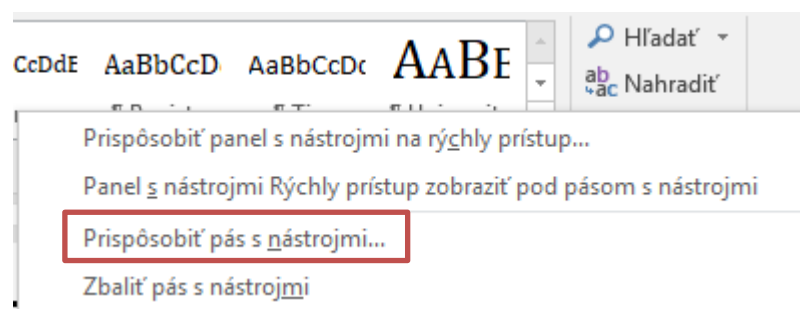 CcDdE AaBbCcD AaBbCcDc AABE
Hľadať
Nahradiť
Prispôsobiť panel s nástrojmi na rýchly prístup...
Panel s nástrojmi Rýchly prístup zobraziť pod pásom s nástrojmi
Prispôsobiť pás s nástrojmi...
Zbaliť pás s nástrojmi